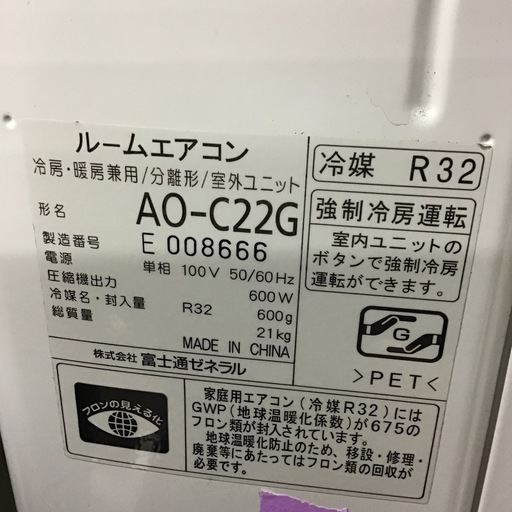 ルームエアコン
冷房・暖房兼用/分離形/室外ユニット
形名 AO-C22G
製造番号 E 008666
電源 単相 100V 50/60Hz
圧縮機出力 600W
冷媒名・封入量 R32 600g
総質量 21kg
MADE IN CHINA
株式会社 富士通ゼネラル
冷媒 R32
強制冷房運転
室内ユニットの
ボタンで強制冷房
運転ができます。
G
>PET<
フロンの見える化
家庭用エアコン(冷媒R32)には
GWP(地球温暖化係数)が675の
フロン類が封入されています。
地球温暖化防止のため、移設・修理・
廃棄等にあたってはフロン類の回収が
必要です。